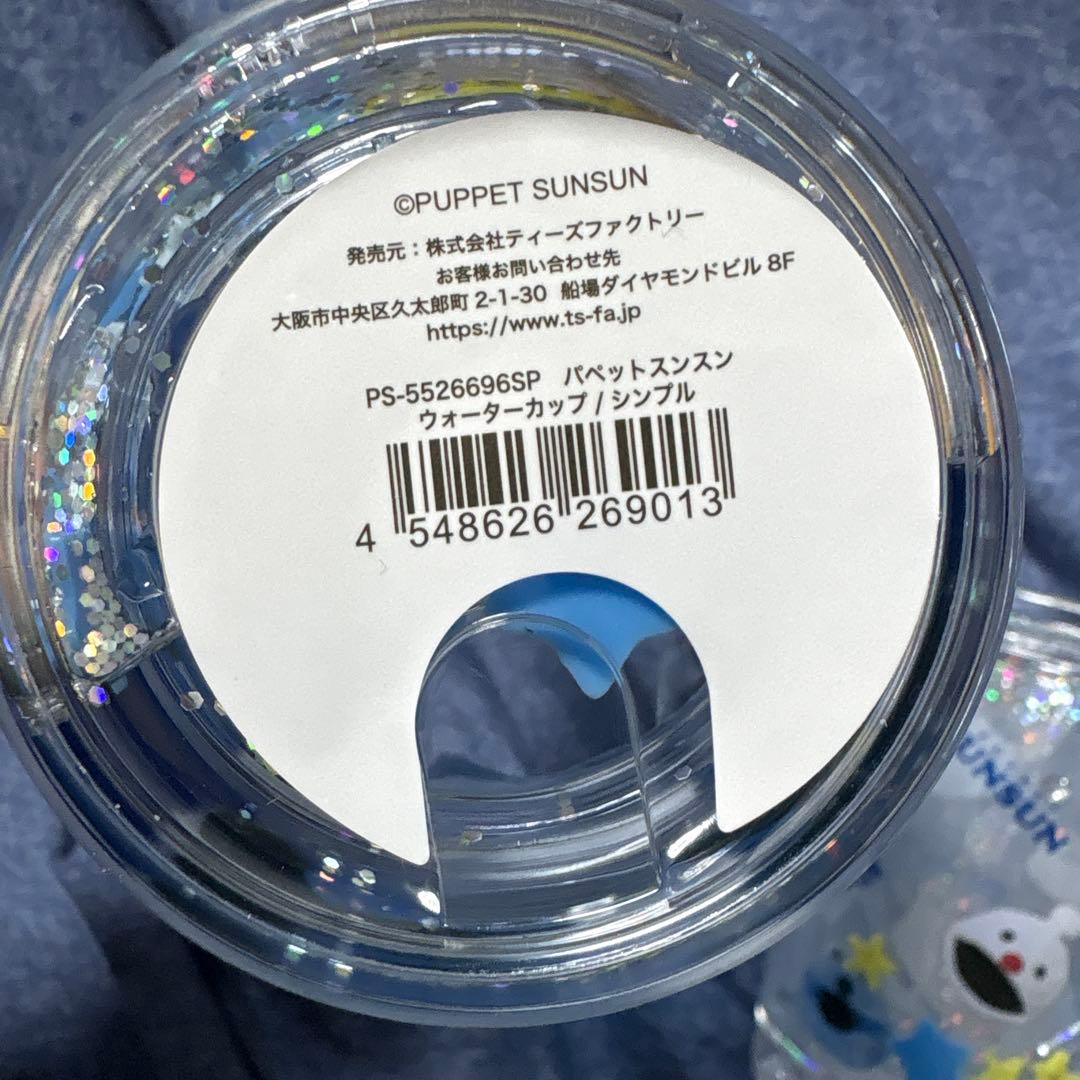 ©PUPPET SUNSUN
発売元：株式会社ティーズファクトリー
お客様お問い合わせ先
大阪市中央区久太郎町 2-1-30 船場ダイヤモンドビル 8F
https://www.ts-fa.jp
PS-5526696SP パペットスンスン
ウォーターカップ / シンプル
4 548626 269013
SUNSUN